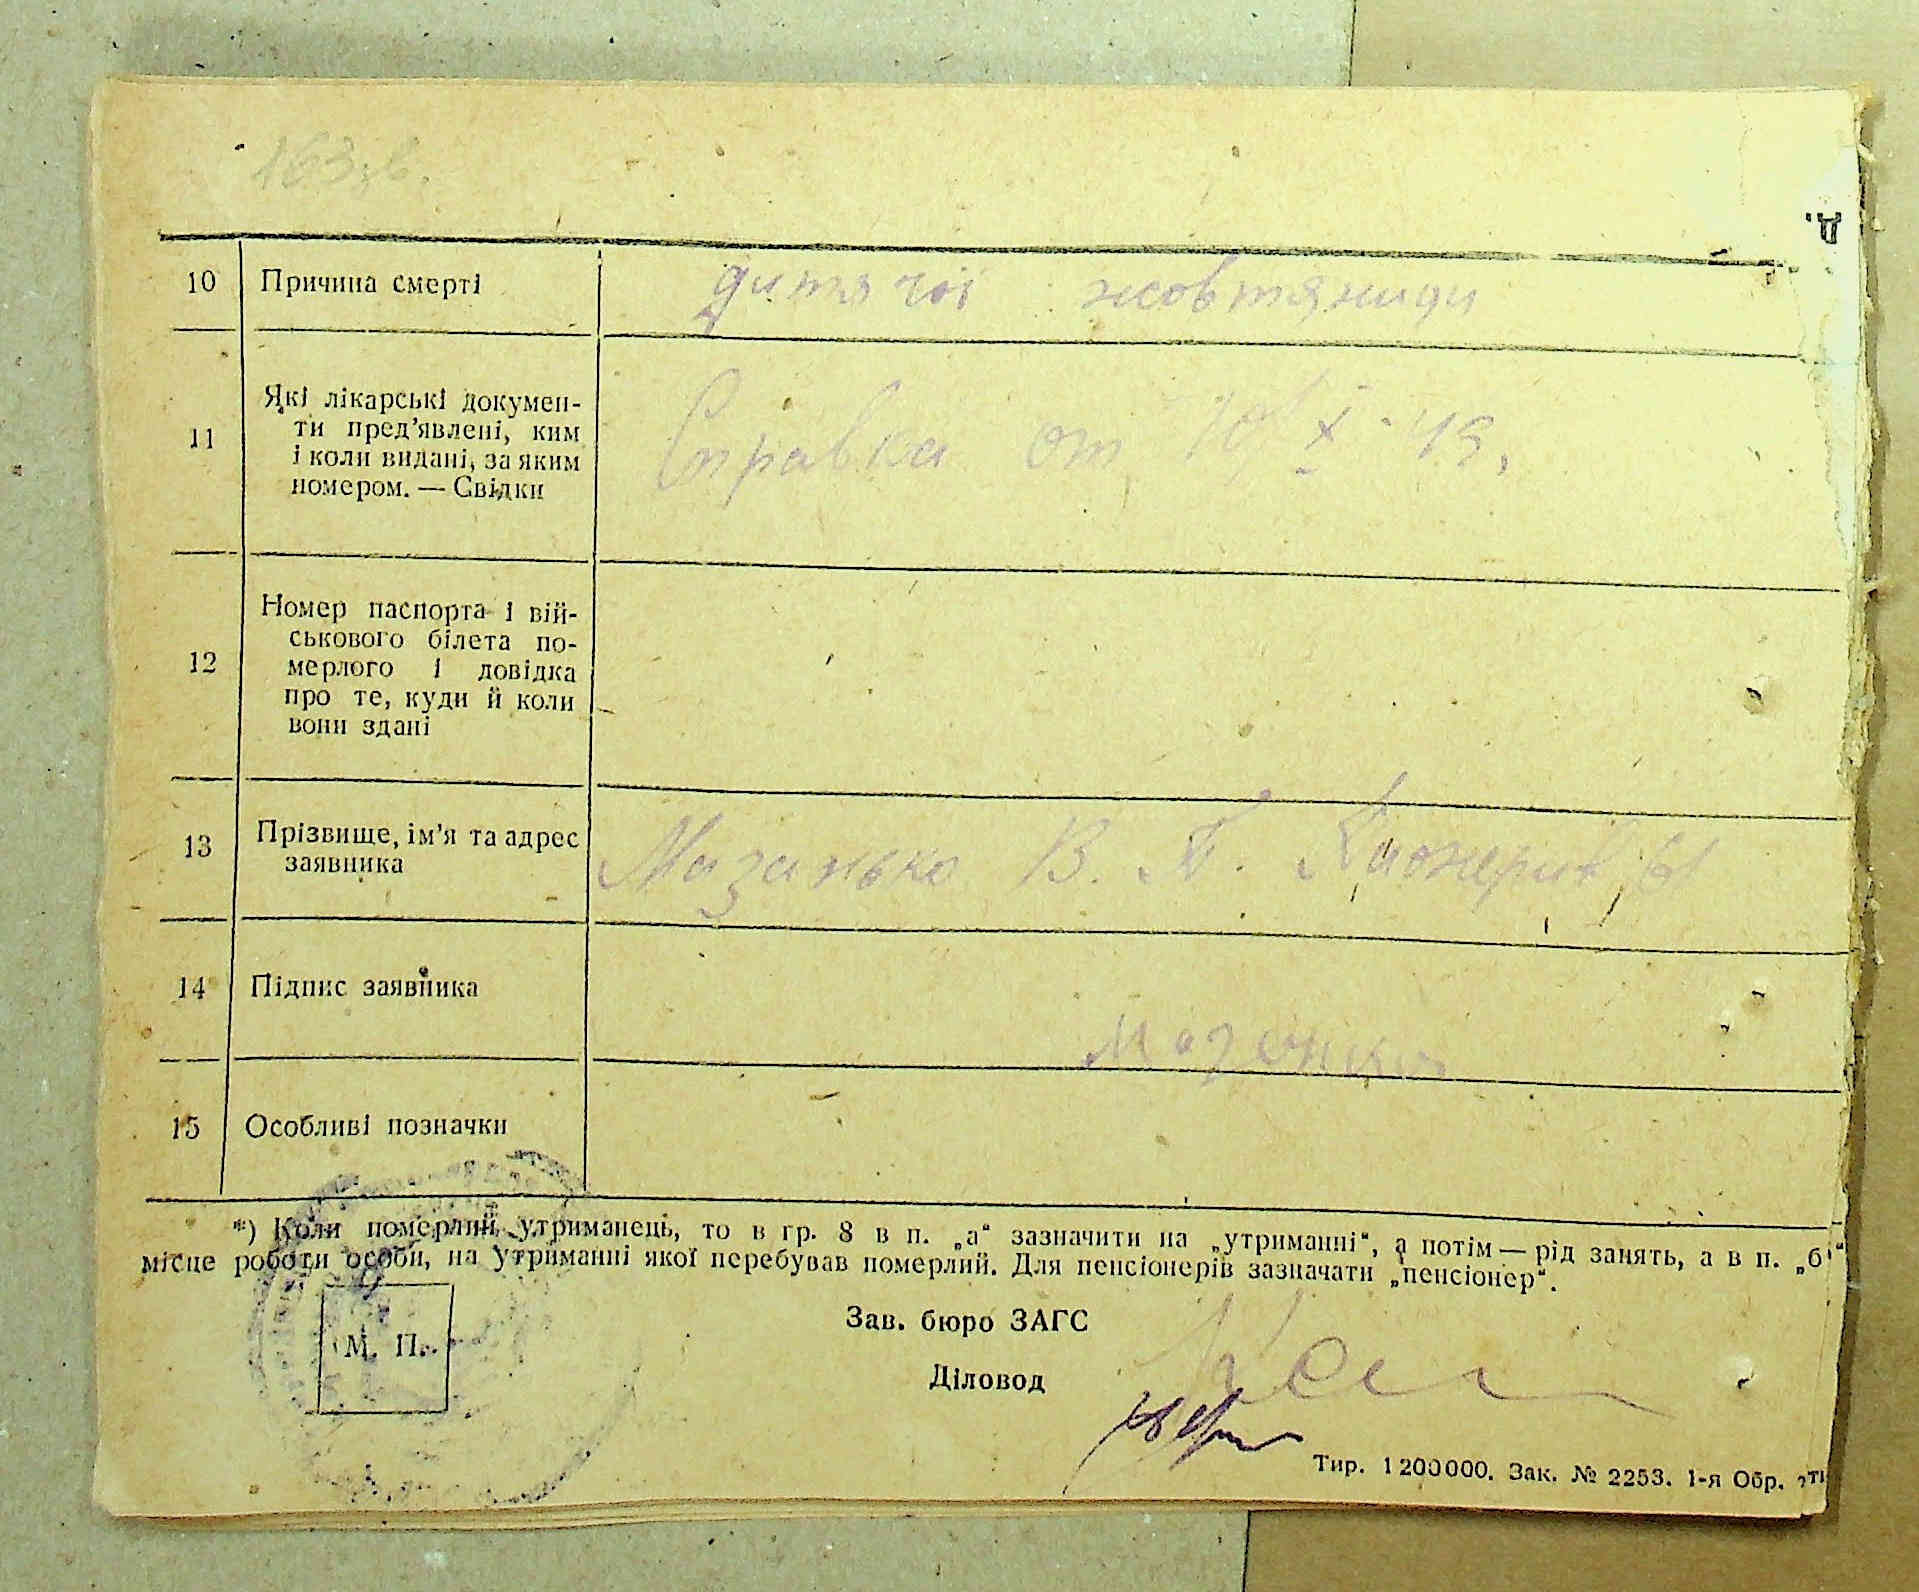 163 зв.
10 Причина смерті дитячої жовтяници
11 Які лікарські докумен-
ти пред'явлені, ким
і коли видані, за яким
номером. — Свідки
Справка от 10 X - 43.
12 Номер паспорта і вій-
ськового білета по-
мерлого і довідка
про те, куди й коли
вони здані
13 Прізвище, ім'я та адрес
заявника
Мазанько В.
14 Підпис заявника
15 Особливі позначки
*) Коли померлий утриманець, то в гр. 8 в п. „а“ зазначити на „утриманні“, а потім — рід занять, а в п. „б“
місце роботи особи, на утриманні якої перебував померлий. Для пенсіонерів зазначати „пенсіонер“.
М. П.
Зав. бюро ЗАГС
Діловод
Тир. 1200000. Зак. № 2253. 1-я Обр.